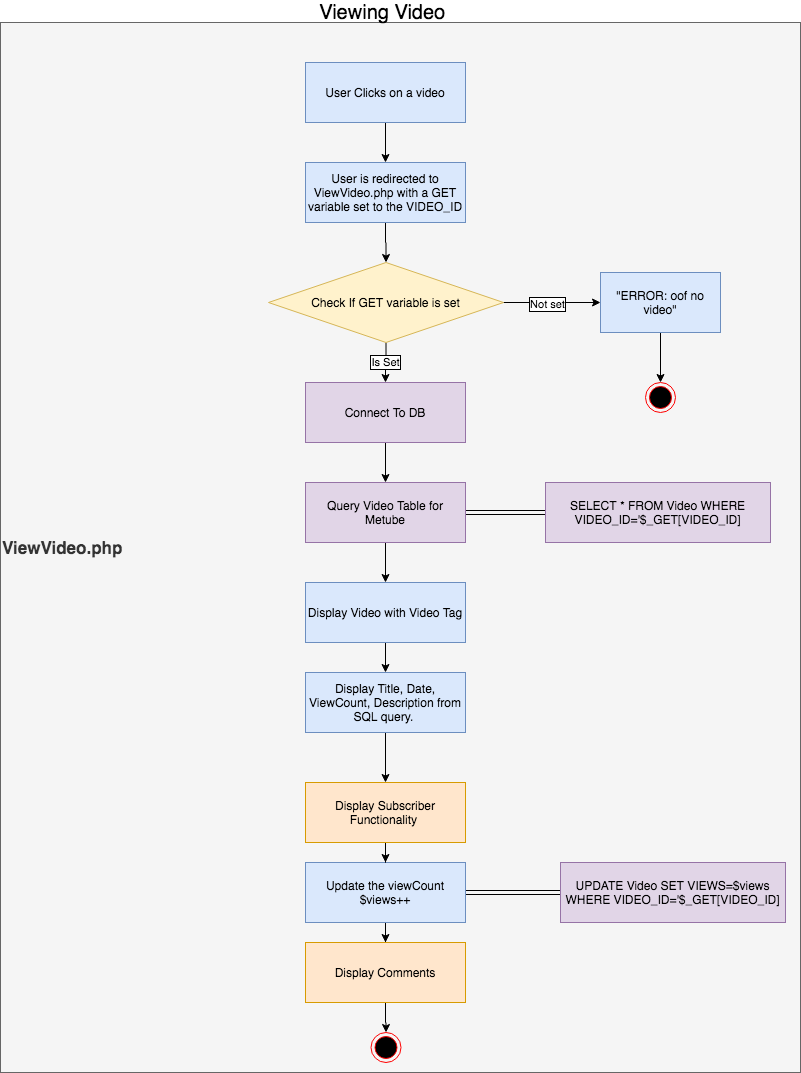 Viewing Video
User Clicks on a video
User is redirected to
ViewVideo.php with a GET
variable set to the VIDEO_ID
Check If GET variable is set
Not set
"ERROR: oof no
video"
Is Set
Connect To DB
Query Video Table for
Metube
SELECT * FROM Video WHERE
VIDEO_ID='$_GET[VIDEO_ID]
ViewVideo.php
Display Video with Video Tag
Display Title, Date,
ViewCount, Description from
SQL query.
Display Subscriber
Functionality
Update the viewCount
$views++
UPDATE Video SET VIEWS=$views
WHERE VIDEO_ID='$_GET[VIDEO_ID]
Display Comments